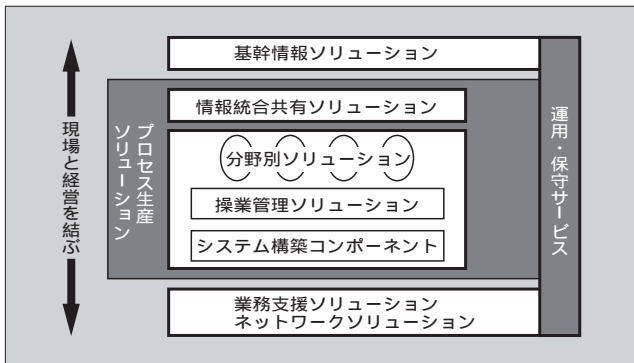 基幹情報ソリューション
情報統合共有ソリューション
分野別ソリューション
操業管理ソリューション
システム構築コンポーネント
業務支援ソリューション
ネットワークソリューション
現場と経営を結ぶ
プロセス生産
ソリューション
運用・保守サービス